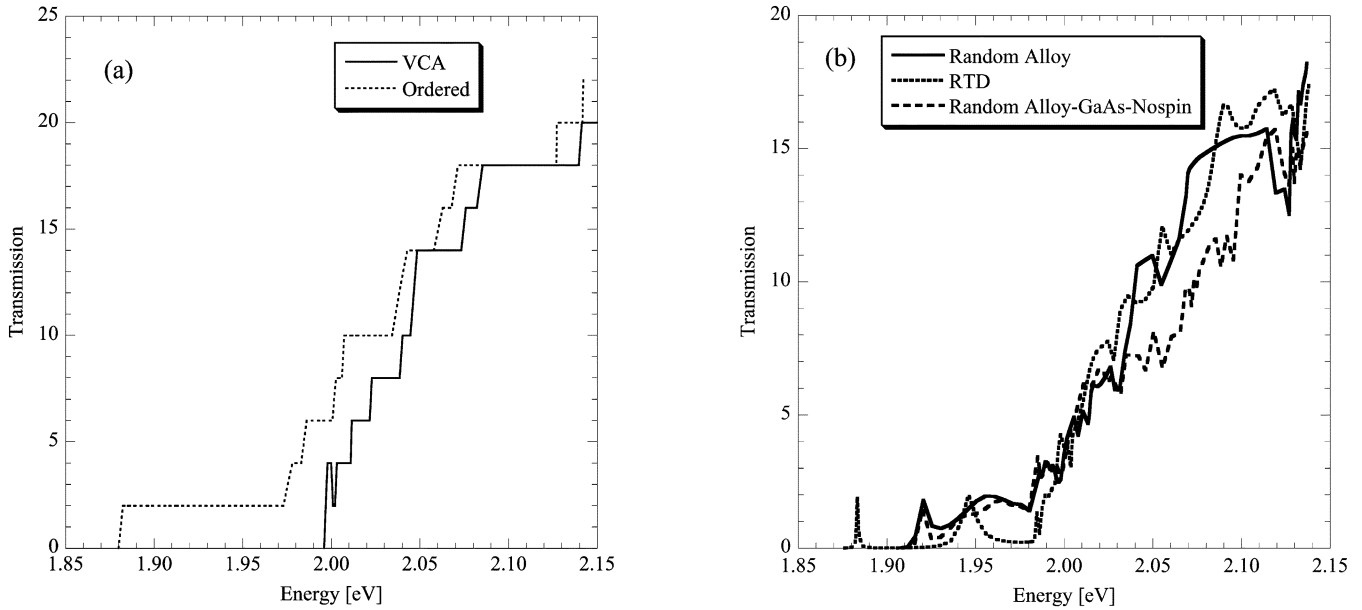 25
20
15
10
5
0
1.85 1.90 1.95 2.00 2.05 2.10 2.15
Transmission
Energy [eV]
(a)
VCA
Ordered
20
15
10
5
0
1.85 1.90 1.95 2.00 2.05 2.10 2.15
Transmission
Energy [eV]
(b)
Random Alloy
RTD
Random Alloy-GaAs-Nospin